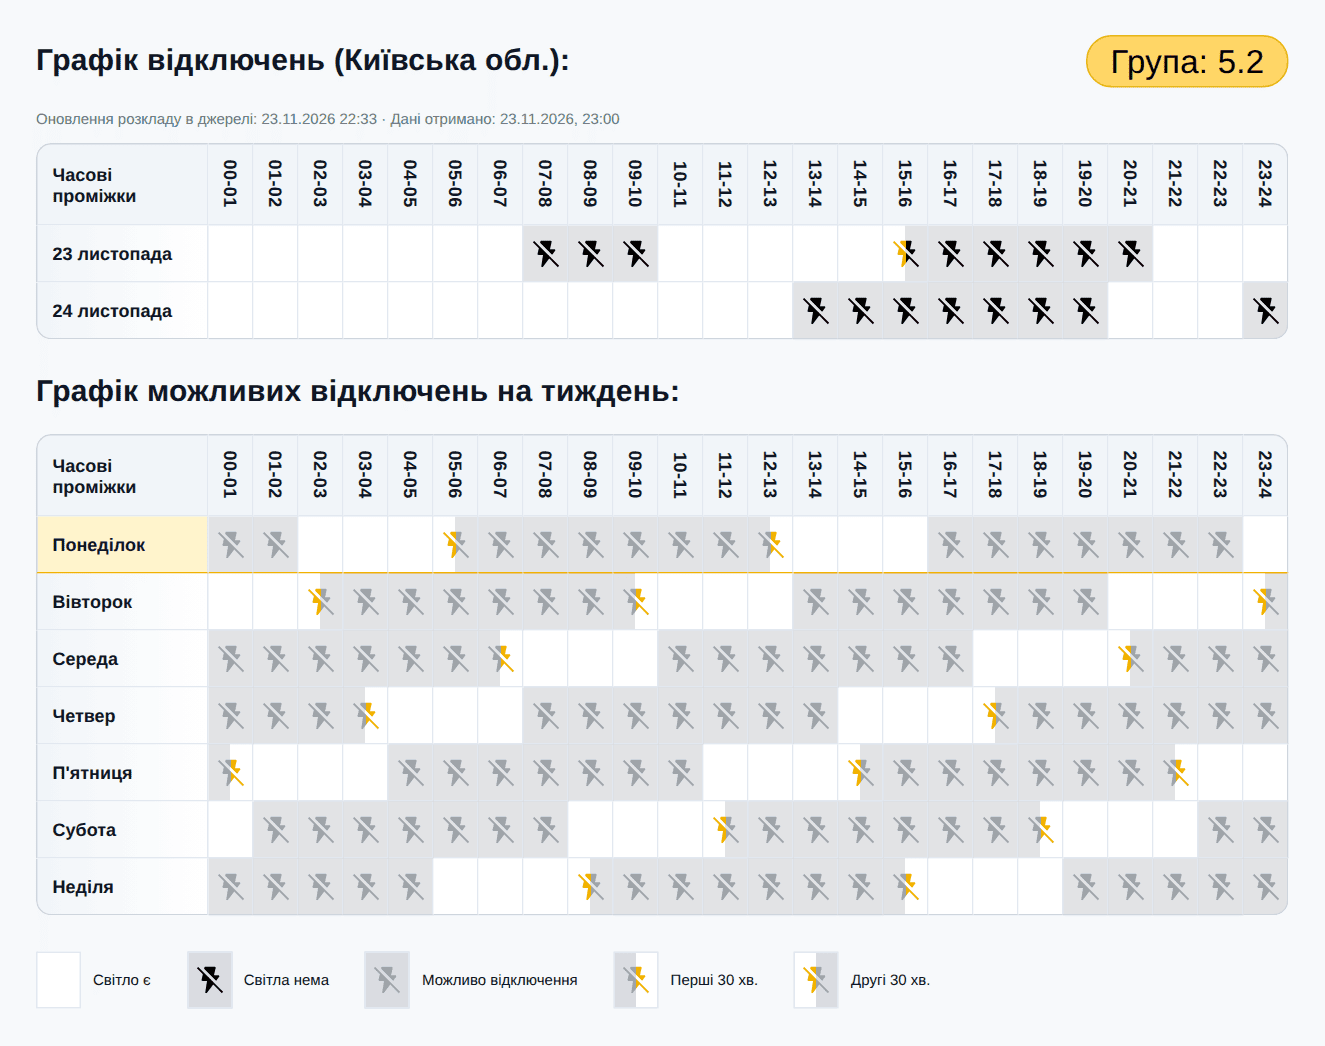 Графік відключень (Київська обл.):
Група: 5.2
Оновлення розкладу в джерелі: 23.11.2026 22:33 · Дані отримано: 23.11.2026, 23:00
Часові проміжки 00-01 01-02 02-03 03-04 04-05 05-06 06-07 07-08 08-09 09-10 10-11 11-12 12-13 13-14 14-15 15-16 16-17 17-18 18-19 19-20 20-21 21-22 22-23 23-24
23 листопада
24 листопада
Графік можливих відключень на тиждень:
Часові проміжки 00-01 01-02 02-03 03-04 04-05 05-06 06-07 07-08 08-09 09-10 10-11 11-12 12-13 13-14 14-15 15-16 16-17 17-18 18-19 19-20 20-21 21-22 22-23 23-24
Понеділок
Вівторок
Середа
Четвер
П'ятниця
Субота
Неділя
Світло є Світла нема Можливо відключення Перші 30 хв. Другі 30 хв.